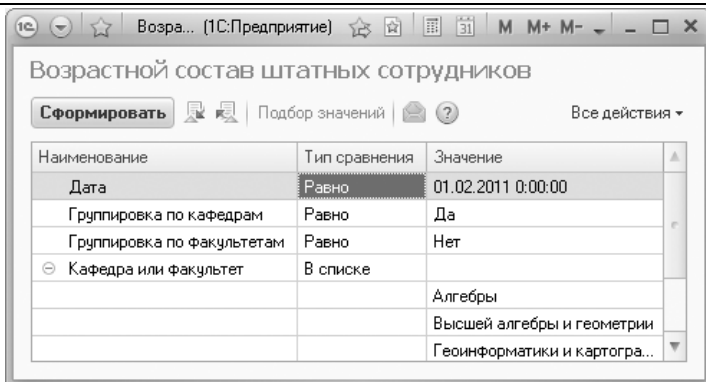 1С Возра... (1С:Предприятие) 31 M M+ M-
Возрастной состав штатных сотрудников
Сформировать Подбор значений ? Все действия
Наименование Тип сравнения Значение
Дата Равно 01.02.2011 0:00:00
Группировка по кафедрам Равно Да
Группировка по факультетам Равно Нет
Кафедра или факультет В списке
Алгебры
Высшей алгебры и геометрии
Геоинформатики и картогра...